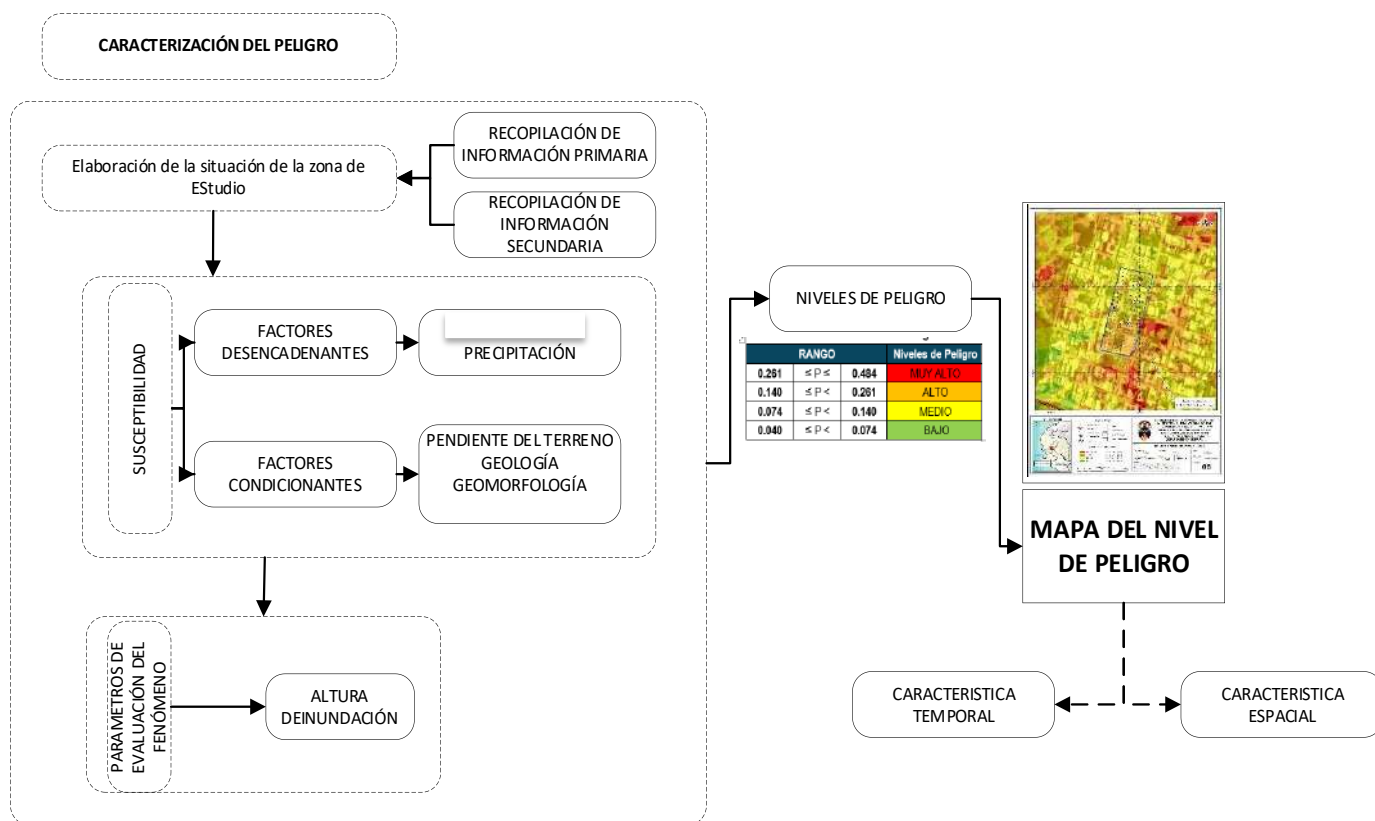 CARACTERIZACIÓN DEL PELIGRO
RECOPILACIÓN DE
INFORMACIÓN PRIMARIA
Elaboración de la situación de la zona de
EStudio
RECOPILACIÓN DE
INFORMACIÓN
SECUNDARIA
SUSCEPTIBILIDAD
FACTORES
DESENCADENANTES
PRECIPITACIÓN
FACTORES
CONDICIONANTES
PENDIENTE DEL TERRENO
GEOLOGÍA
GEOMORFOLOGÍA
PARAMETROS DE
EVALUACIÓN DEL
FENÓMENO
ALTURA
DEINUNDACIÓN
NIVELES DE PELIGRO
RANGO Niveles de Peligro
0.261 ≤ P ≤ 0.484 MUY ALTO
0.140 ≤ P < 0.261 ALTO
0.074 ≤ P < 0.140 MEDIO
0.040 ≤ P < 0.074 BAJO
MAPA DEL NIVEL
DE PELIGRO
CARACTERISTICA
TEMPORAL
CARACTERISTICA
ESPACIAL